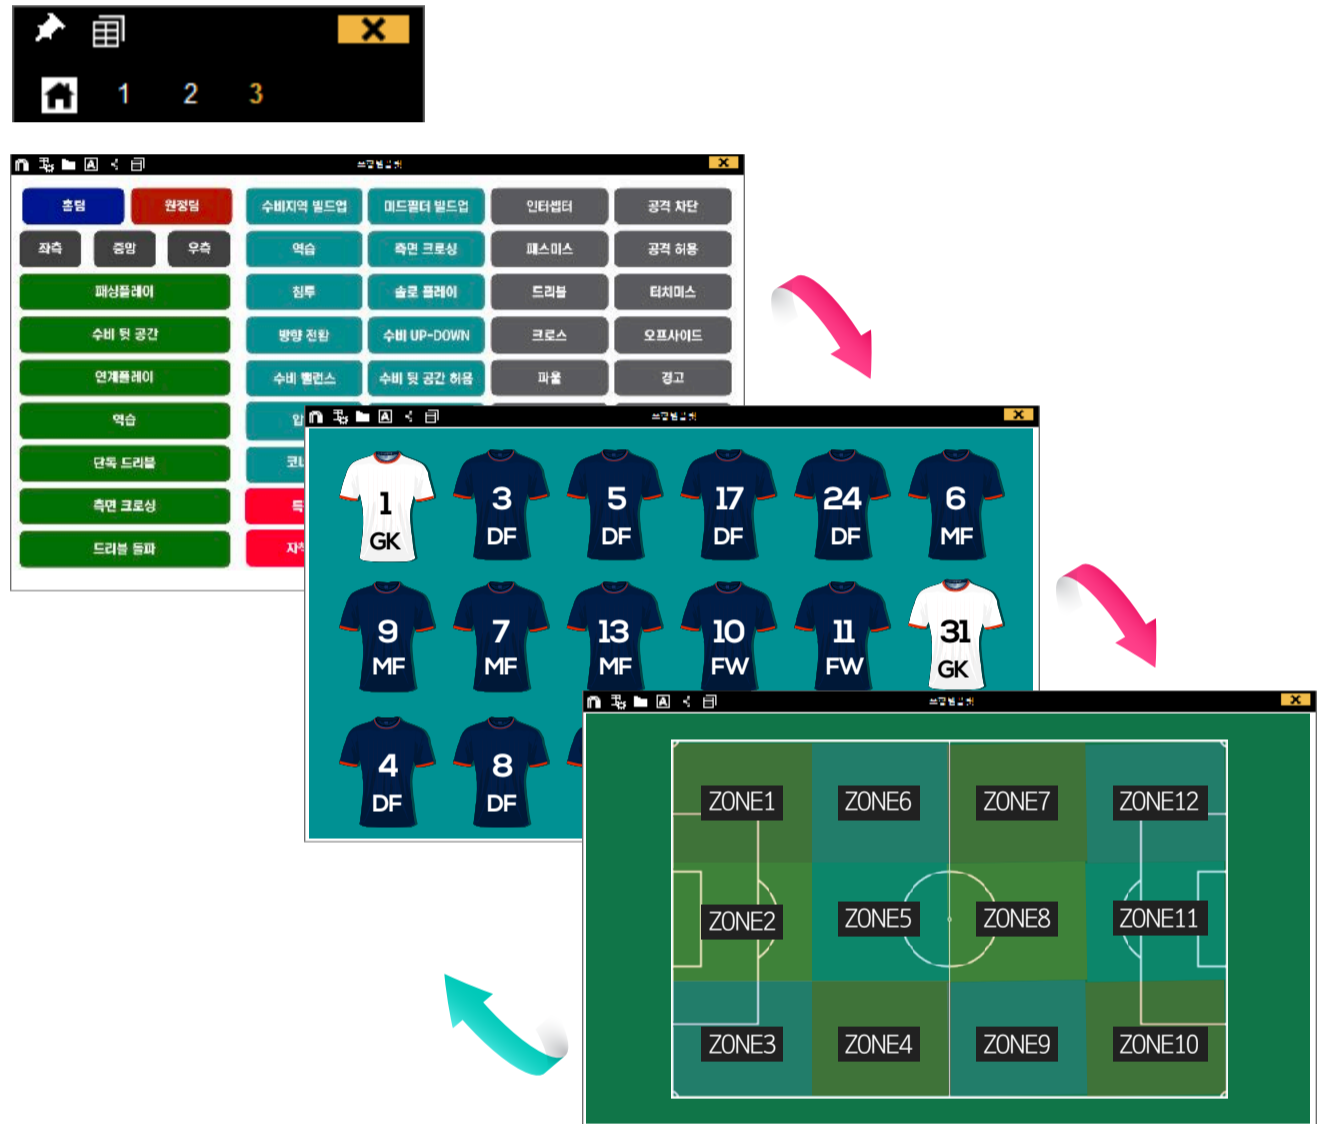 1 2 3
홈팀 원정팀 수비지역 빌드업 미드필더 빌드업 인터셉터 공격 차단
좌측 중앙 우측 역습 측면 크로싱 패스미스 공격 허용
패싱플레이 침투 솔로 플레이 드리블 터치미스
수비 뒷 공간 방향 전환 수비 UP-DOWN 크로스 오프사이드
연계플레이 수비 밸런스 수비 뒷 공간 허용 파울 경고
역습
단독 드리블
측면 크로싱
드리블 돌파
1 3 5 17 24 6
GK DF DF DF DF MF
9 7 13 10 11 31
MF MF MF FW FW GK
4 8
DF DF
ZONE1 ZONE6 ZONE7 ZONE12
ZONE2 ZONE5 ZONE8 ZONE11
ZONE3 ZONE4 ZONE9 ZONE10